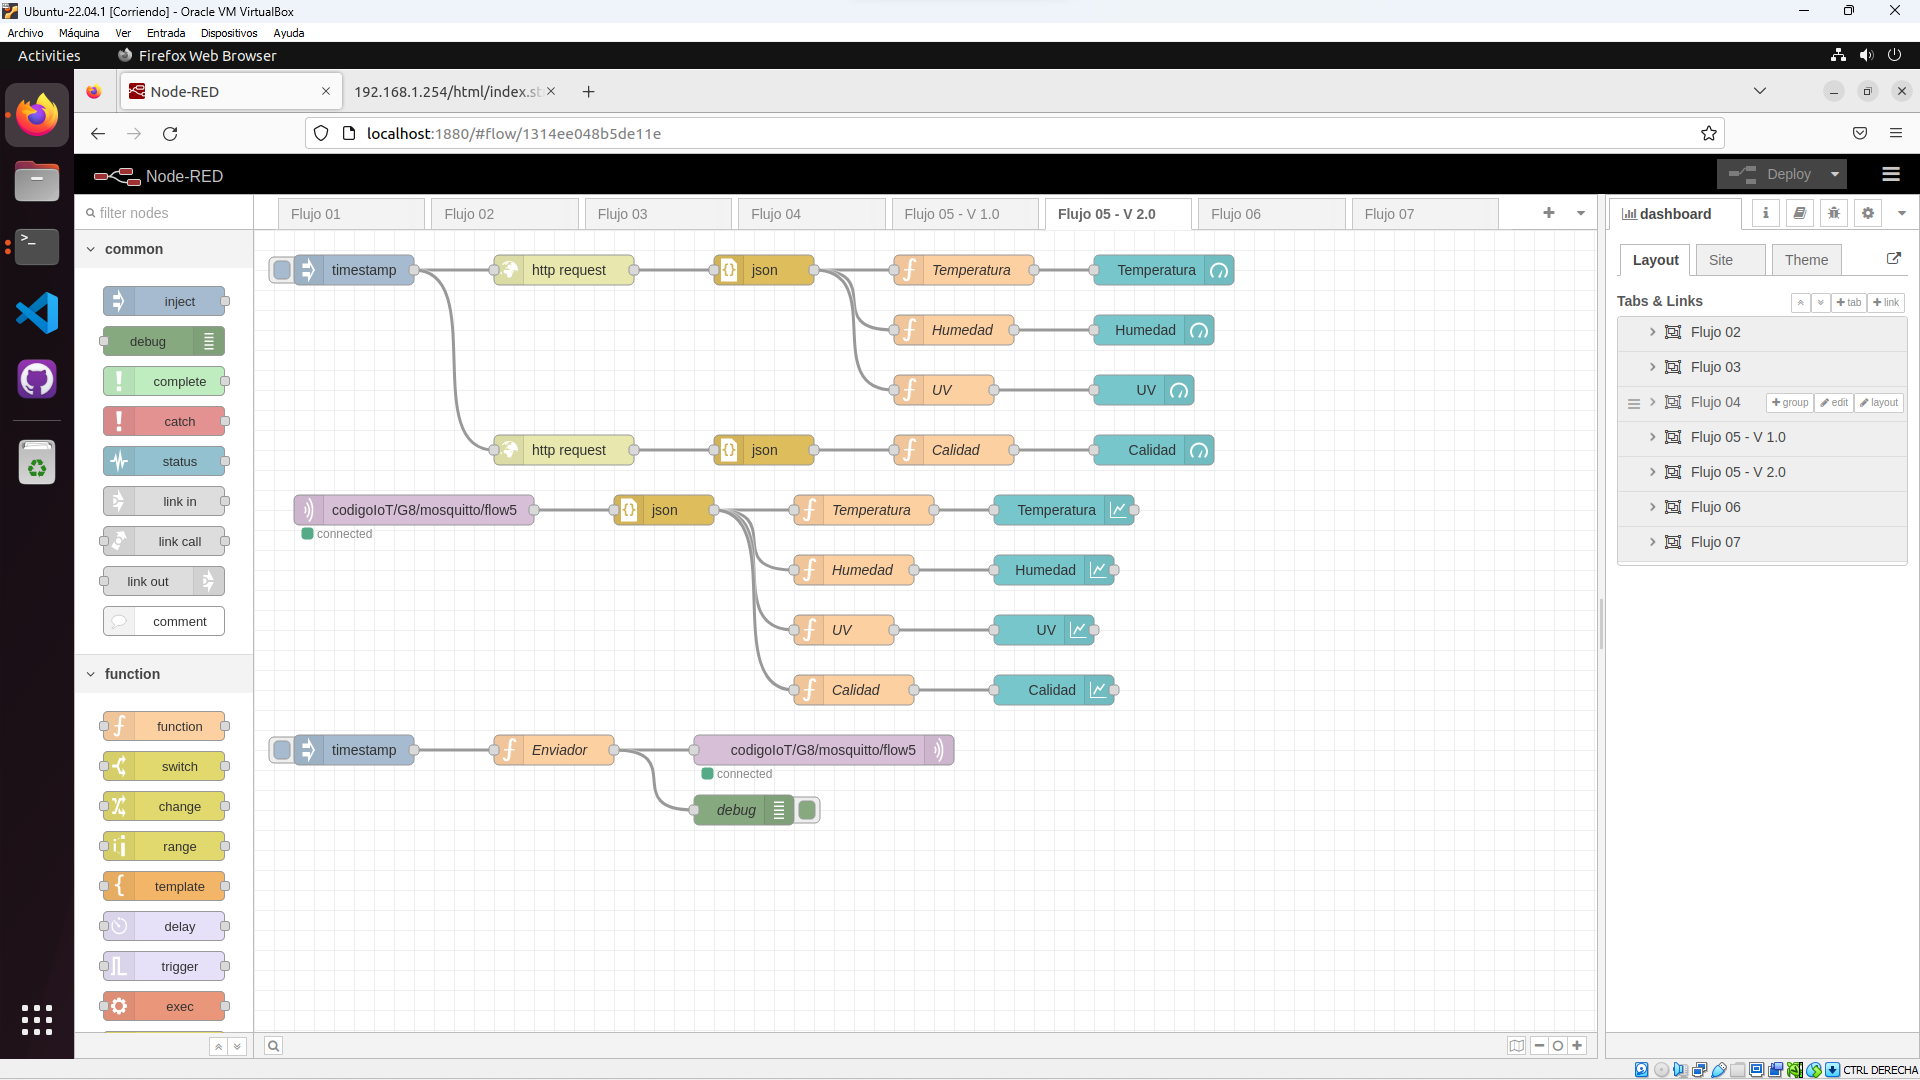 Ubuntu-22.04.1 [Corriendo] - Oracle VM VirtualBox
Archivo Máquina Ver Entrada Dispositivos Ayuda
Activities Firefox Web Browser
Node-RED 192.168.1.254/html/index.st
localhost:1880/#flow/1314ee048b5de11e
Node-RED Deploy
filter nodes
common
inject
debug
complete
catch
status
link in
link call
link out
comment
function
function
switch
change
range
template
delay
trigger
exec
Flujo 01 Flujo 02 Flujo 03 Flujo 04 Flujo 05 - V 1.0 Flujo 05 - V 2.0 Flujo 06 Flujo 07
timestamp http request json Temperatura Temperatura
Humedad Humedad
UV UV
http request json Calidad Calidad
codigoIoT/G8/mosquitto/flow5 json Temperatura Temperatura
connected
Humedad Humedad
UV UV
Calidad Calidad
timestamp Enviador codigoIoT/G8/mosquitto/flow5
connected
debug
dashboard
Layout Site Theme
Tabs & Links tab link
Flujo 02
Flujo 03
Flujo 04 group edit layout
Flujo 05 - V 1.0
Flujo 05 - V 2.0
Flujo 06
Flujo 07
CTRL DERECHA